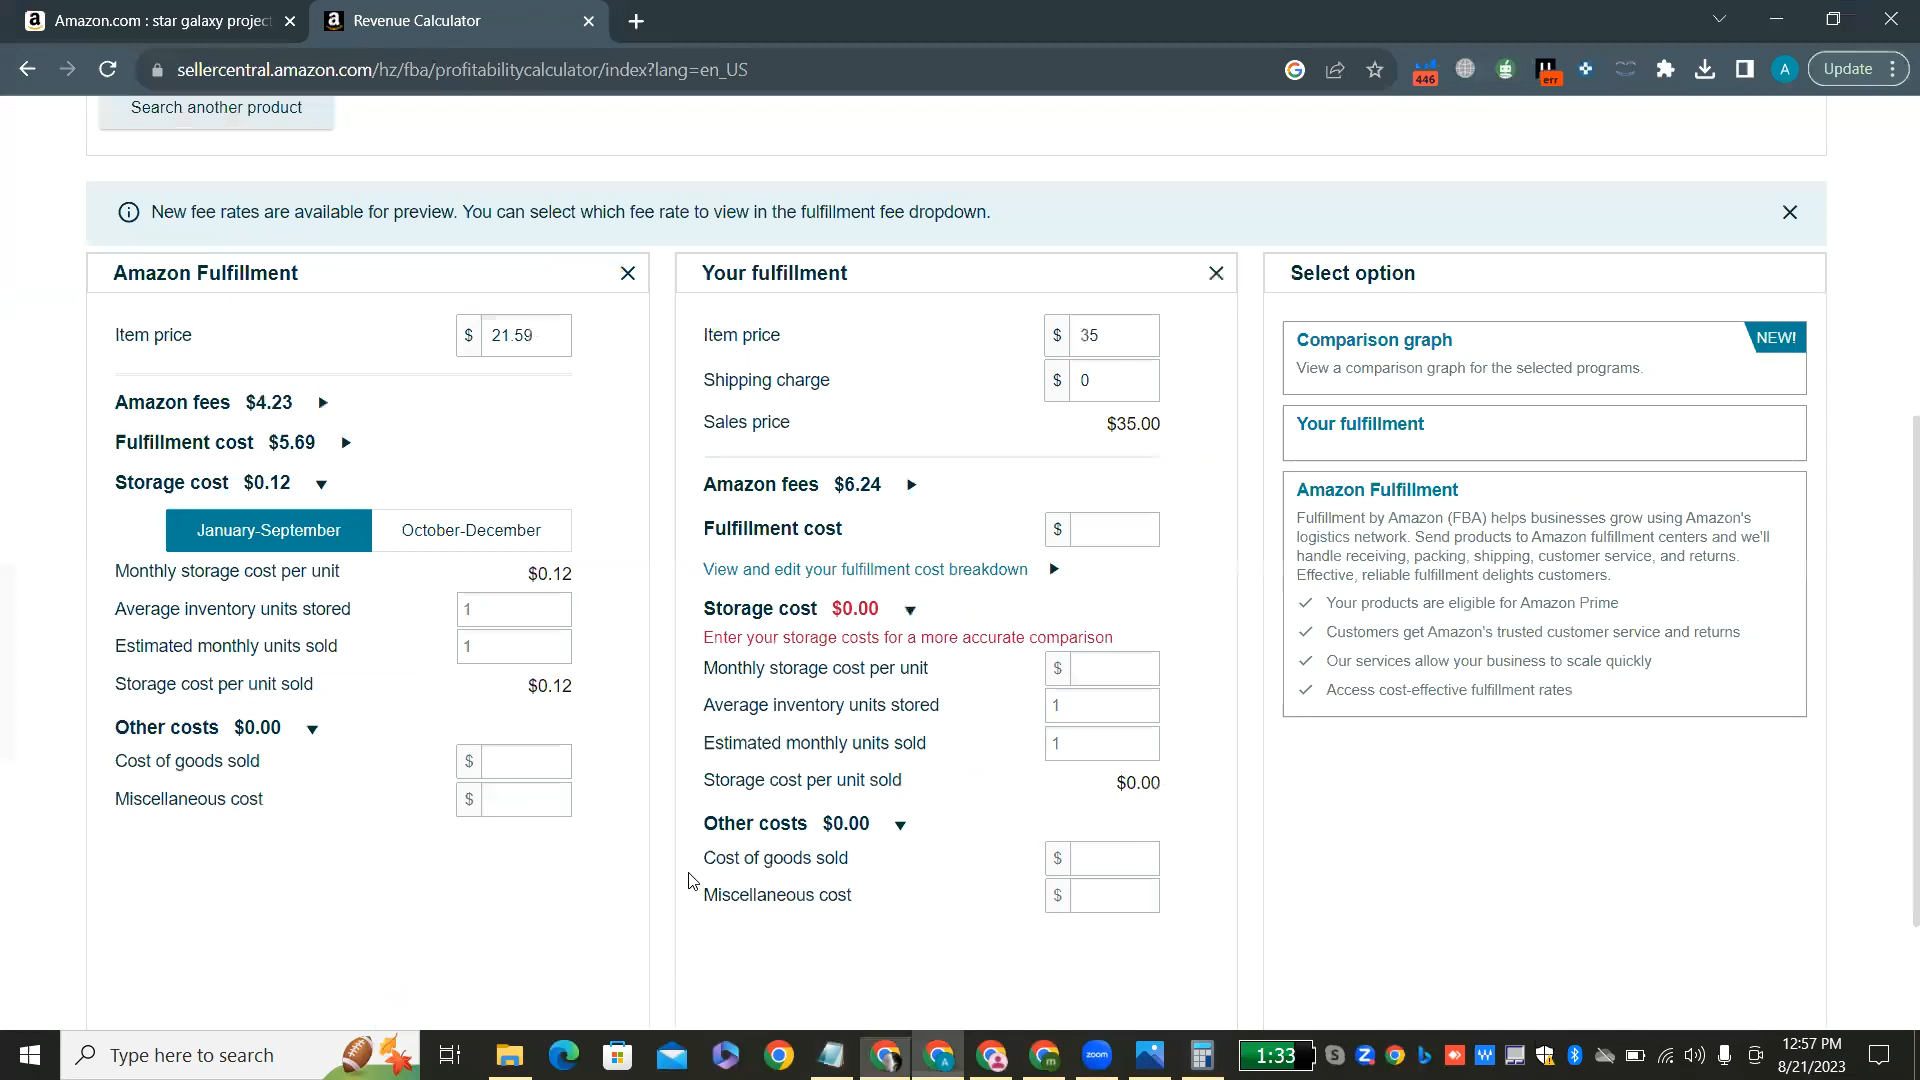 Amazon.com : star galaxy project
Revenue Calculator
sellercentral.amazon.com/hz/fba/profitabilitycalculator/index?lang=en_US
446
err
A
Update
Search another product
New fee rates are available for preview. You can select which fee rate to view in the fulfillment fee dropdown.
Amazon Fulfillment
Item price
$ 21.59
Amazon fees $4.23
Fulfillment cost $5.69
Storage cost $0.12
January-September
October-December
Monthly storage cost per unit
$0.12
Average inventory units stored
1
Estimated monthly units sold
1
Storage cost per unit sold
$0.12
Other costs $0.00
Cost of goods sold
$
Miscellaneous cost
$
Your fulfillment
Item price
$ 35
Shipping charge
$ 0
Sales price
$35.00
Amazon fees $6.24
Fulfillment cost
$
View and edit your fulfillment cost breakdown
Storage cost $0.00
Enter your storage costs for a more accurate comparison
Monthly storage cost per unit
$
Average inventory units stored
1
Estimated monthly units sold
1
Storage cost per unit sold
$0.00
Other costs $0.00
Cost of goods sold
$
Miscellaneous cost
$
Select option
Comparison graph
NEW!
View a comparison graph for the selected programs.
Your fulfillment
Amazon Fulfillment
Fulfillment by Amazon (FBA) helps businesses grow using Amazon's
logistics network. Send products to Amazon fulfillment centers and we'll
handle receiving, packing, shipping, customer service, and returns.
Effective, reliable fulfillment delights customers.
Your products are eligible for Amazon Prime
Customers get Amazon's trusted customer service and returns
Our services allow your business to scale quickly
Access cost-effective fulfillment rates
Type here to search
zoom
1:33
12:57 PM
8/21/2023